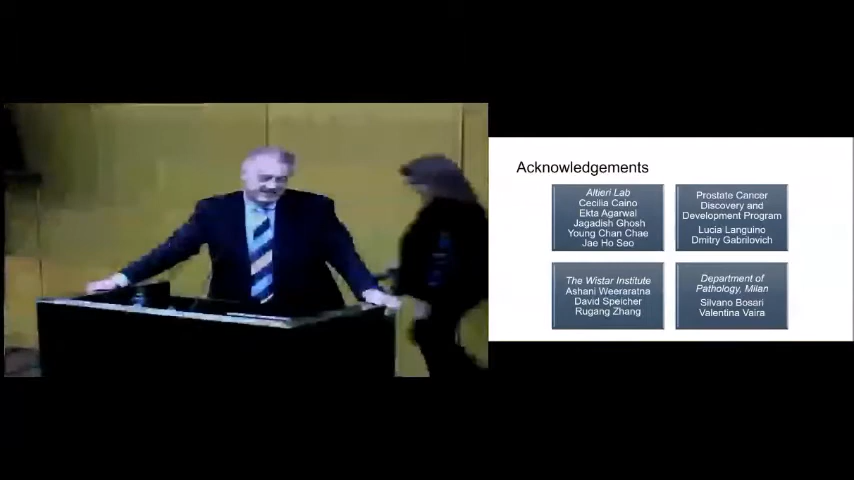 Acknowledgements
Altieri Lab
Cecilia Caino
Ekta Agarwal
Jagadish Ghosh
Young Chan Chae
Jae Ho Seo
Prostate Cancer
Discovery and
Development Program
Lucia Languino
Dmitry Gabrilovich
The Wistar Institute
Ashani Weeraratna
David Speicher
Rugang Zhang
Department of
Pathology, Milan
Silvano Bosari
Valentina Vaira